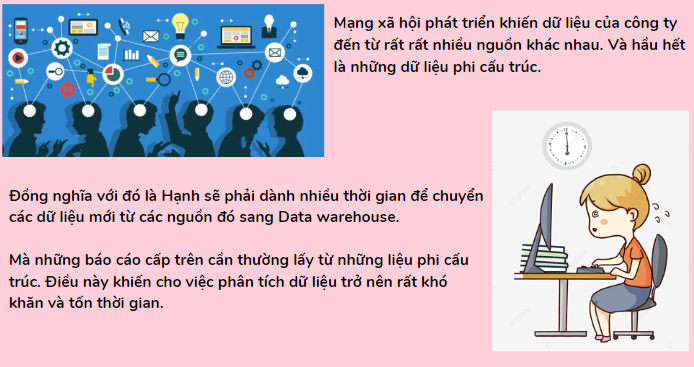 Mạng xã hội phát triển khiến dữ liệu của công ty
đến từ rất rất nhiều nguồn khác nhau. Và hầu hết
là những dữ liệu phi cấu trúc.
Đồng nghĩa với đó là Hạnh sẽ phải dành nhiều thời gian để chuyển
các dữ liệu mới từ các nguồn đó sang Data warehouse.
Mà những báo cáo cấp trên cần thường lấy từ những liệu phi cấu
trúc. Điều này khiến cho việc phân tích dữ liệu trở nên rất khó
khăn và tốn thời gian.